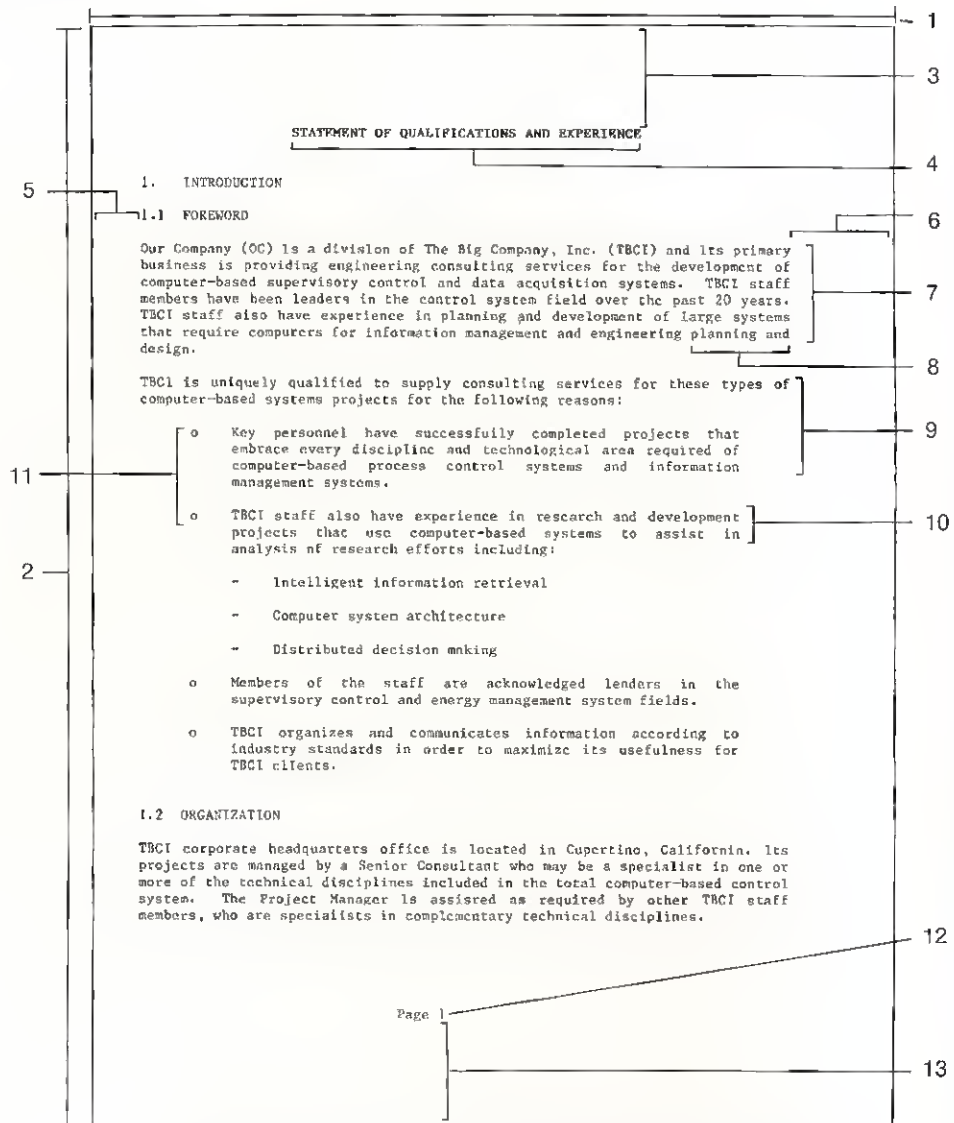 1
3
STATEMENT OF QUALIFICATIONS AND EXPERIENCE
4
1. INTRODUCTION
5
1.1 FOREWORD
6
Our Company (OC) is a division of The Big Company, Inc. (TBCI) and its primary
business is providing engineering consulting services for the development of
computer-based supervisory control and data acquisition systems. TBCI staff
members have been leaders in the control system field over the past 20 years.
7
TBCI staff also have experience in planning and development of large systems
that require computers for information management and engineering planning and
design.
8
TBCI is uniquely qualified to supply consulting services for these types of
computer-based systems projects for the following reasons:
9
o Key personnel have successfully completed projects that
embrace every discipline and technological area required of
computer-based process control systems and information
management systems.
11
o TBCI staff also have experience in research and development
projects that use computer-based systems to assist in
analysis of research efforts including:
10
2
- Intelligent information retrieval
- Computer system architecture
- Distributed decision making
o Members of the staff are acknowledged lenders in the
supervisory control and energy management system fields.
o TBCI organizes and communicates information according to
industry standards in order to maximize its usefulness for
TBCI clients.
1.2 ORGANIZATION
TBCI corporate headquarters office is located in Cupertino, California. Its
projects are managed by a Senior Consultant who may be a specialist in one or
more of the technical disciplines included in the total computer-based control
system. The Project Manager is assisred as required by other TBCI staff
members, who are specialists in complementary technical disciplines.
12
Page 1
13